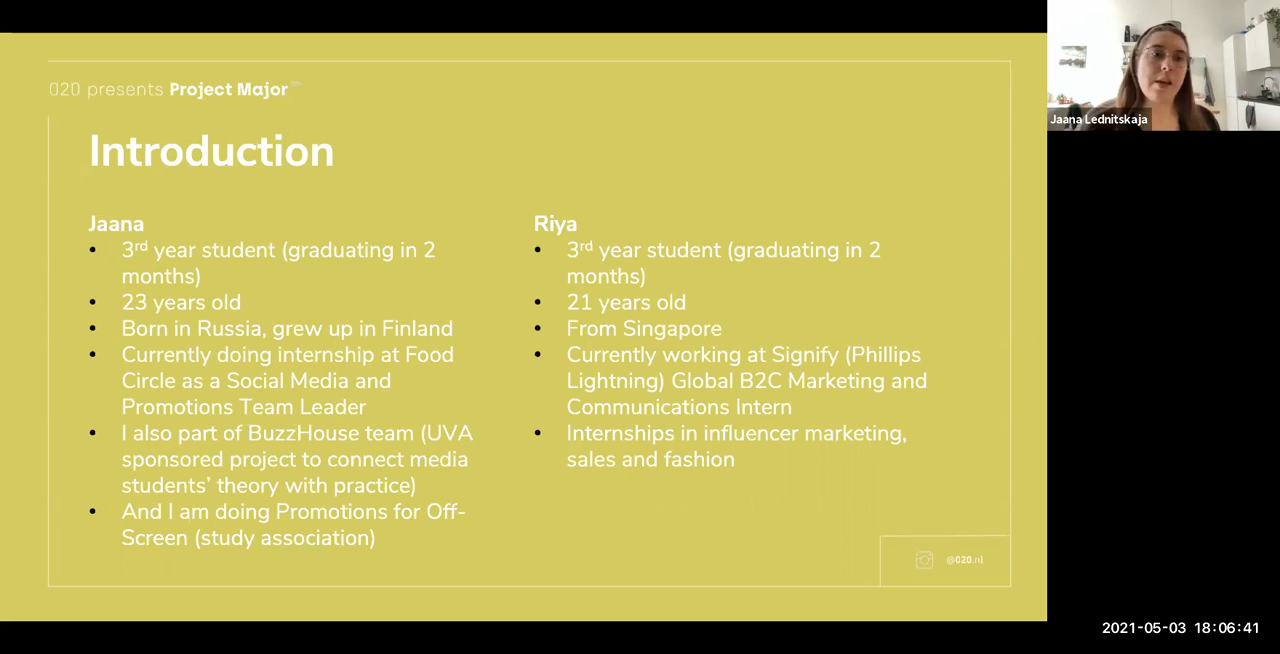 020 presents Project Major
Introduction
Jaana
• 3rd year student (graduating in 2
months)
• 23 years old
• Born in Russia, grew up in Finland
• Currently doing internship at Food
Circle as a Social Media and
Promotions Team Leader
• I also part of BuzzHouse team (UVA
sponsored project to connect media
students’ theory with practice)
• And I am doing Promotions for Off-
Screen (study association)
Riya
• 3rd year student (graduating in 2
months)
• 21 years old
• From Singapore
• Currently working at Signify (Phillips
Lightning) Global B2C Marketing and
Communications Intern
• Internships in influencer marketing,
sales and fashion
@020.nl
Jaana Lednitskaja
2021-05-03 18:06:41